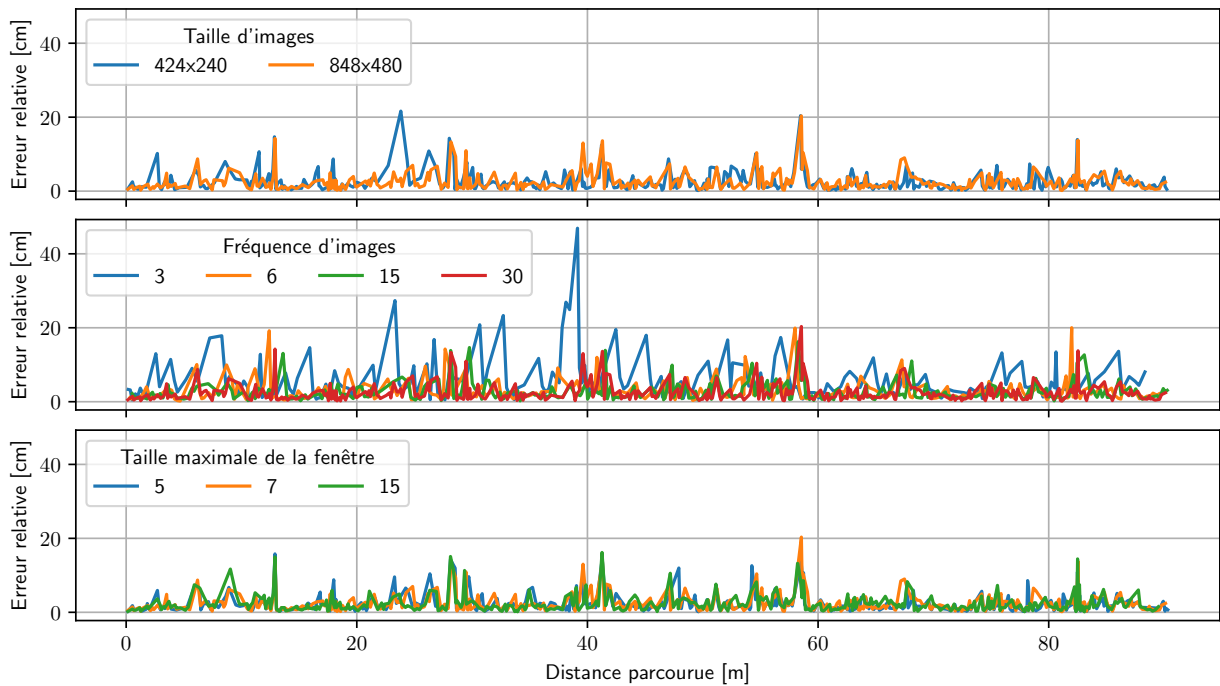 Erreur relative [cm]
40
20
0
Taille d'images
424x240 848x480
Erreur relative [cm]
40
20
0
Fréquence d'images
3 6 15 30
Erreur relative [cm]
40
20
0
Taille maximale de la fenêtre
5 7 15
0 20 40 60 80
Distance parcourue [m]